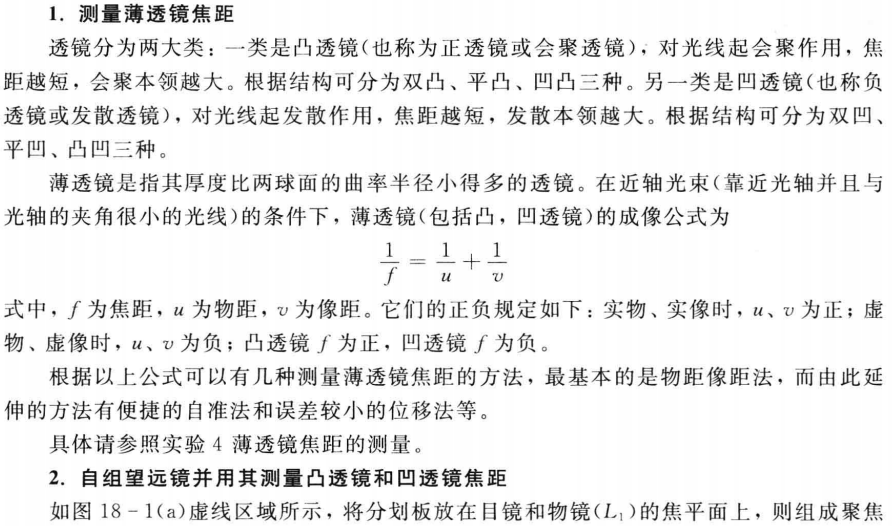 1. 测量薄透镜焦距
透镜分为两大类：一类是凸透镜(也称为正透镜或会聚透镜)，对光线起会聚作用，焦
距越短，会聚本领越大。根据结构可分为双凸、平凸、凹凸三种。另一类是凹透镜(也称负
透镜或发散透镜)，对光线起发散作用，焦距越短，发散本领越大。根据结构可分为双凹、
平凹、凸凹三种。
薄透镜是指其厚度比两球面的曲率半径小得多的透镜。在近轴光束(靠近光轴并且与
光轴的夹角很小的光线)的条件下，薄透镜(包括凸，凹透镜)的成像公式为
1/f = 1/u + 1/v
式中，f 为焦距，u 为物距，v 为像距。它们的正负规定如下：实物、实像时，u、v 为正；虚
物、虚像时，u、v 为负；凸透镜 f 为正，凹透镜 f 为负。
根据以上公式可以有几种测量薄透镜焦距的方法，最基本的是物距像距法，而由此延
伸的方法有便捷的自准法和误差较小的位移法等。
具体请参照实验 4 薄透镜焦距的测量。
2. 自组望远镜并用其测量凸透镜和凹透镜焦距
如图 18-1(a)虚线区域所示，将分划板放在目镜和物镜(L₁)的焦平面上，则组成聚焦